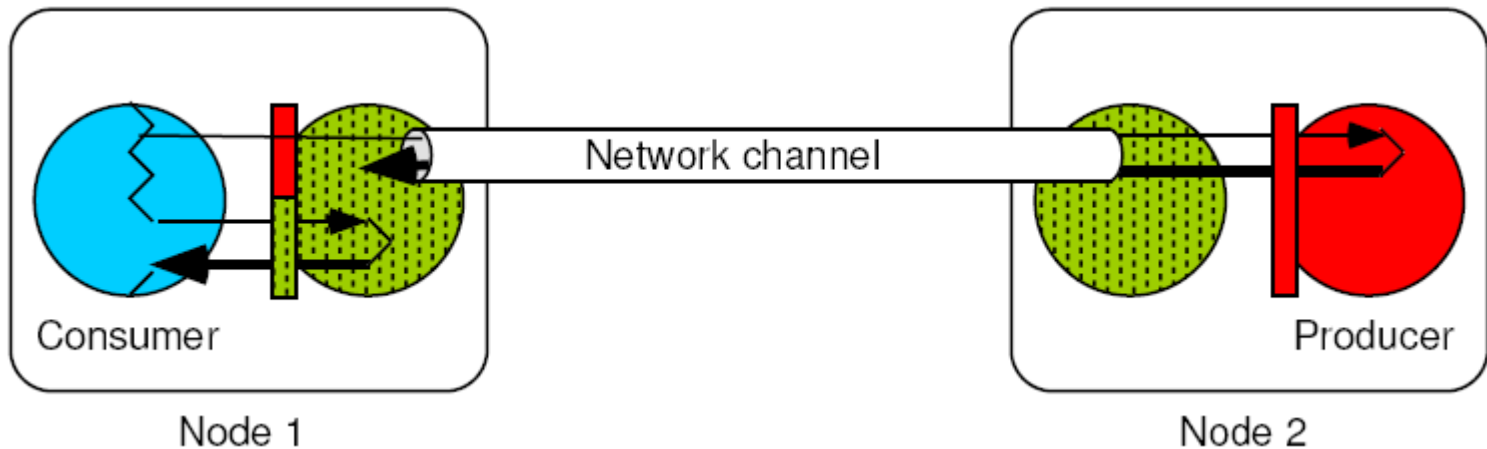 Network channel
Consumer
Producer
Node 1
Node 2